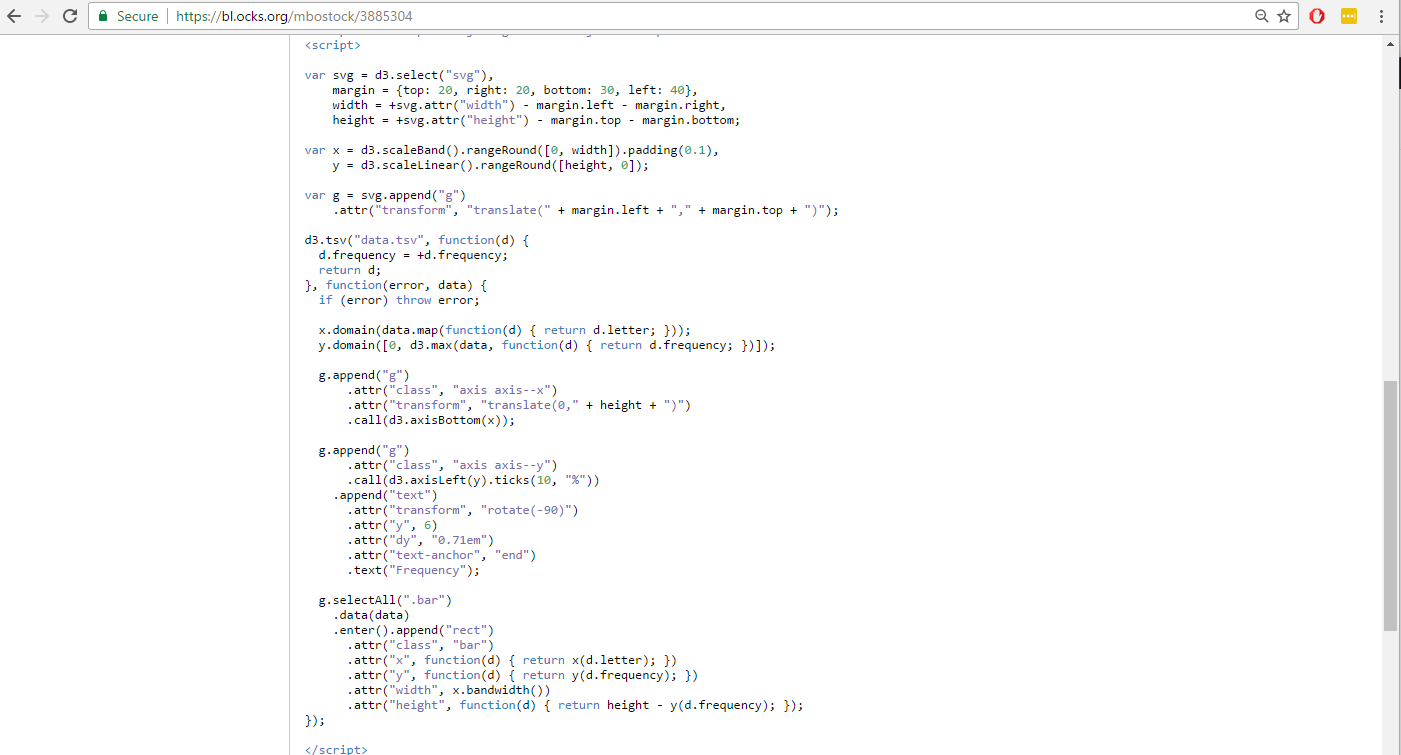 Secure https://bl.ocks.org/mbostock/3885304
<script>
var svg = d3.select("svg"),
    margin = {top: 20, right: 20, bottom: 30, left: 40},
    width = +svg.attr("width") - margin.left - margin.right,
    height = +svg.attr("height") - margin.top - margin.bottom;
var x = d3.scaleBand().rangeRound([0, width]).padding(0.1),
    y = d3.scaleLinear().rangeRound([height, 0]);
var g = svg.append("g")
    .attr("transform", "translate(" + margin.left + "," + margin.top + ")");
d3.tsv("data.tsv", function(d) {
  d.frequency = +d.frequency;
  return d;
}, function(error, data) {
  if (error) throw error;
  x.domain(data.map(function(d) { return d.letter; }));
  y.domain([0, d3.max(data, function(d) { return d.frequency; })]);
  g.append("g")
      .attr("class", "axis axis--x")
      .attr("transform", "translate(0," + height + ")")
      .call(d3.axisBottom(x));
  g.append("g")
      .attr("class", "axis axis--y")
      .call(d3.axisLeft(y).ticks(10, "%"))
    .append("text")
      .attr("transform", "rotate(-90)")
      .attr("y", 6)
      .attr("dy", "0.71em")
      .attr("text-anchor", "end")
      .text("Frequency");
  g.selectAll(".bar")
    .data(data)
    .enter().append("rect")
      .attr("class", "bar")
      .attr("x", function(d) { return x(d.letter); })
      .attr("y", function(d) { return y(d.frequency); })
      .attr("width", x.bandwidth())
      .attr("height", function(d) { return height - y(d.frequency); });
});
</script>